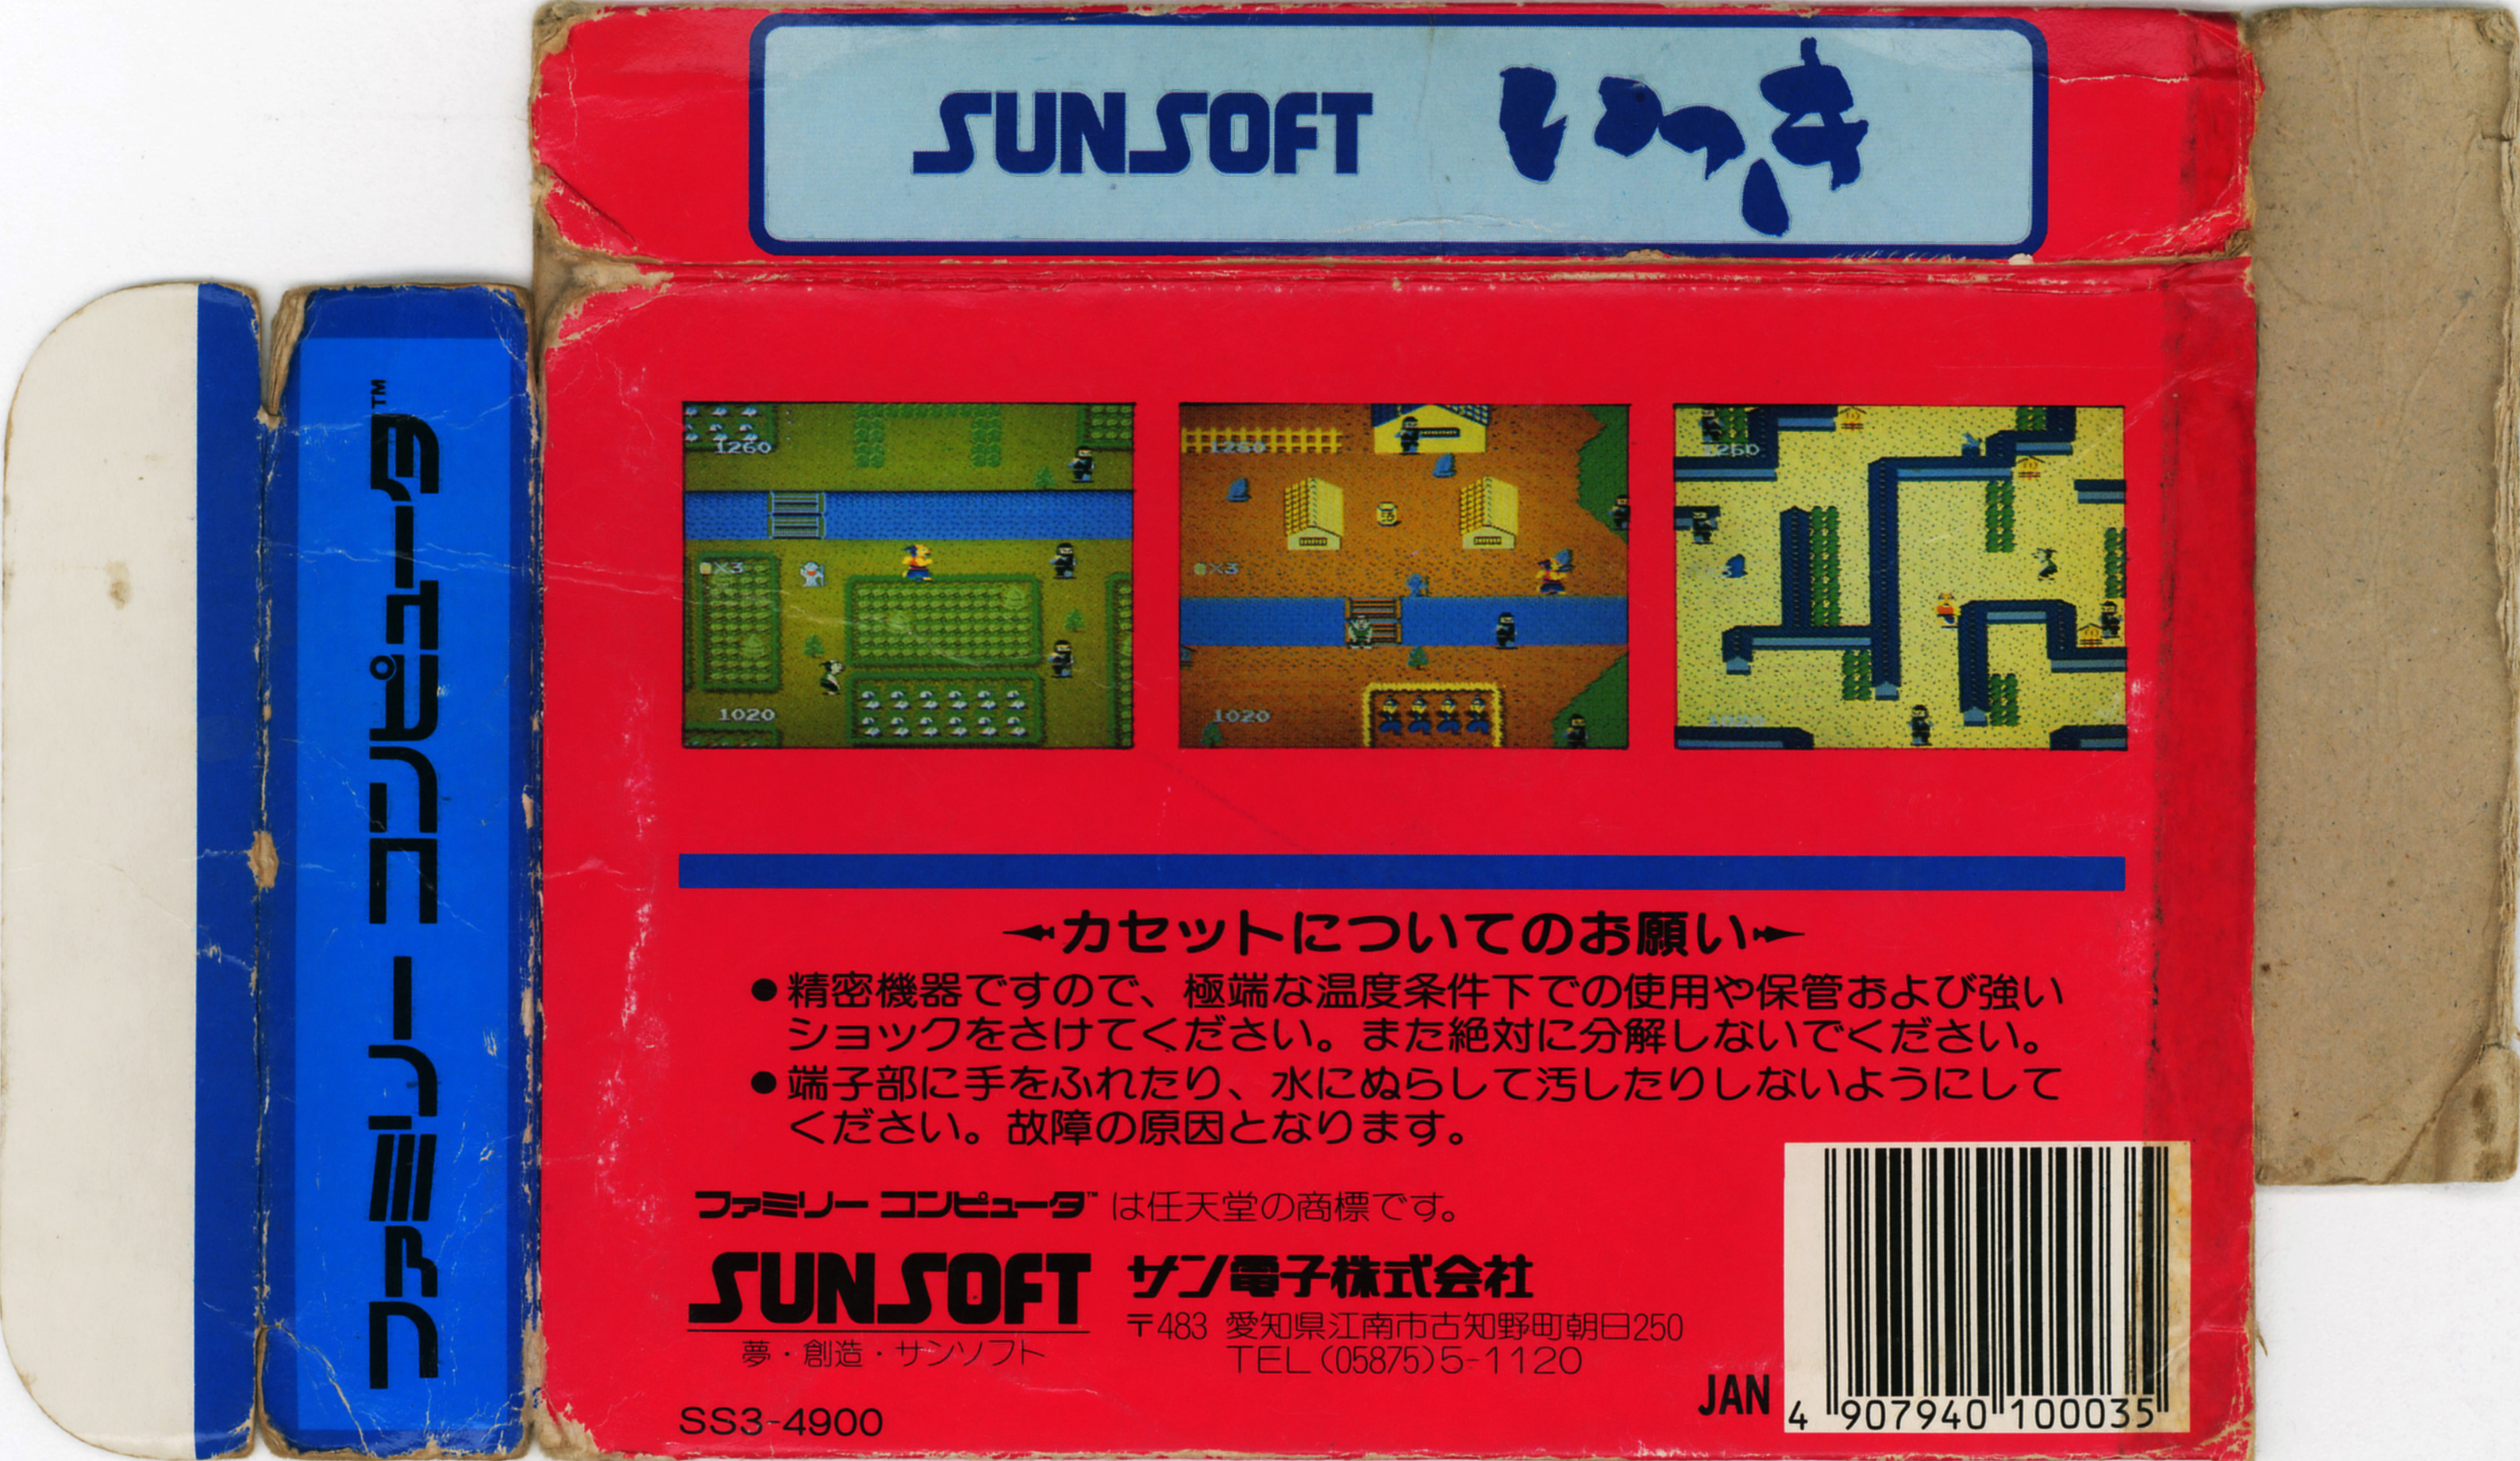 SUNSOFT いっき
ファミリー コンピュータ™
1260
×3
1020
1260
×3
1020
1260
1020
カセットについてのお願い
●精密機器ですので、極端な温度条件下での使用や保管および強い
ショックをさけてください。また絶対に分解しないでください。
●端子部に手をふれたり、水にぬらして汚したりしないようにして
ください。故障の原因となります。
ファミリー コンピュータ™は任天堂の商標です。
SUNSOFT サン電子株式会社
〒483 愛知県江南市古知野町朝日250
TEL(05875)5-1120
夢・創造・サンソフト
SS3-4900
JAN 4 907940 100035